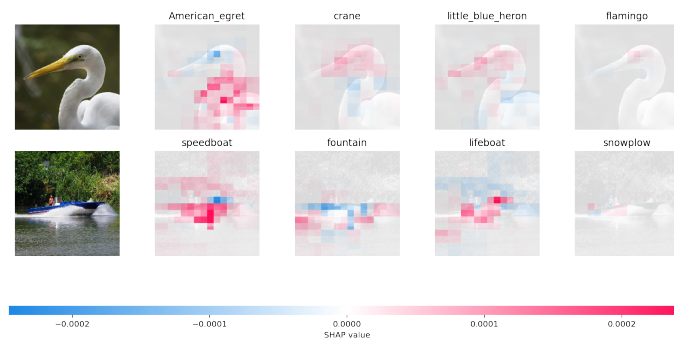 American_egret
crane
little_blue_heron
flamingo
speedboat
fountain
lifeboat
snowplow
−0.0002
−0.0001
0.0000
0.0001
0.0002
SHAP value